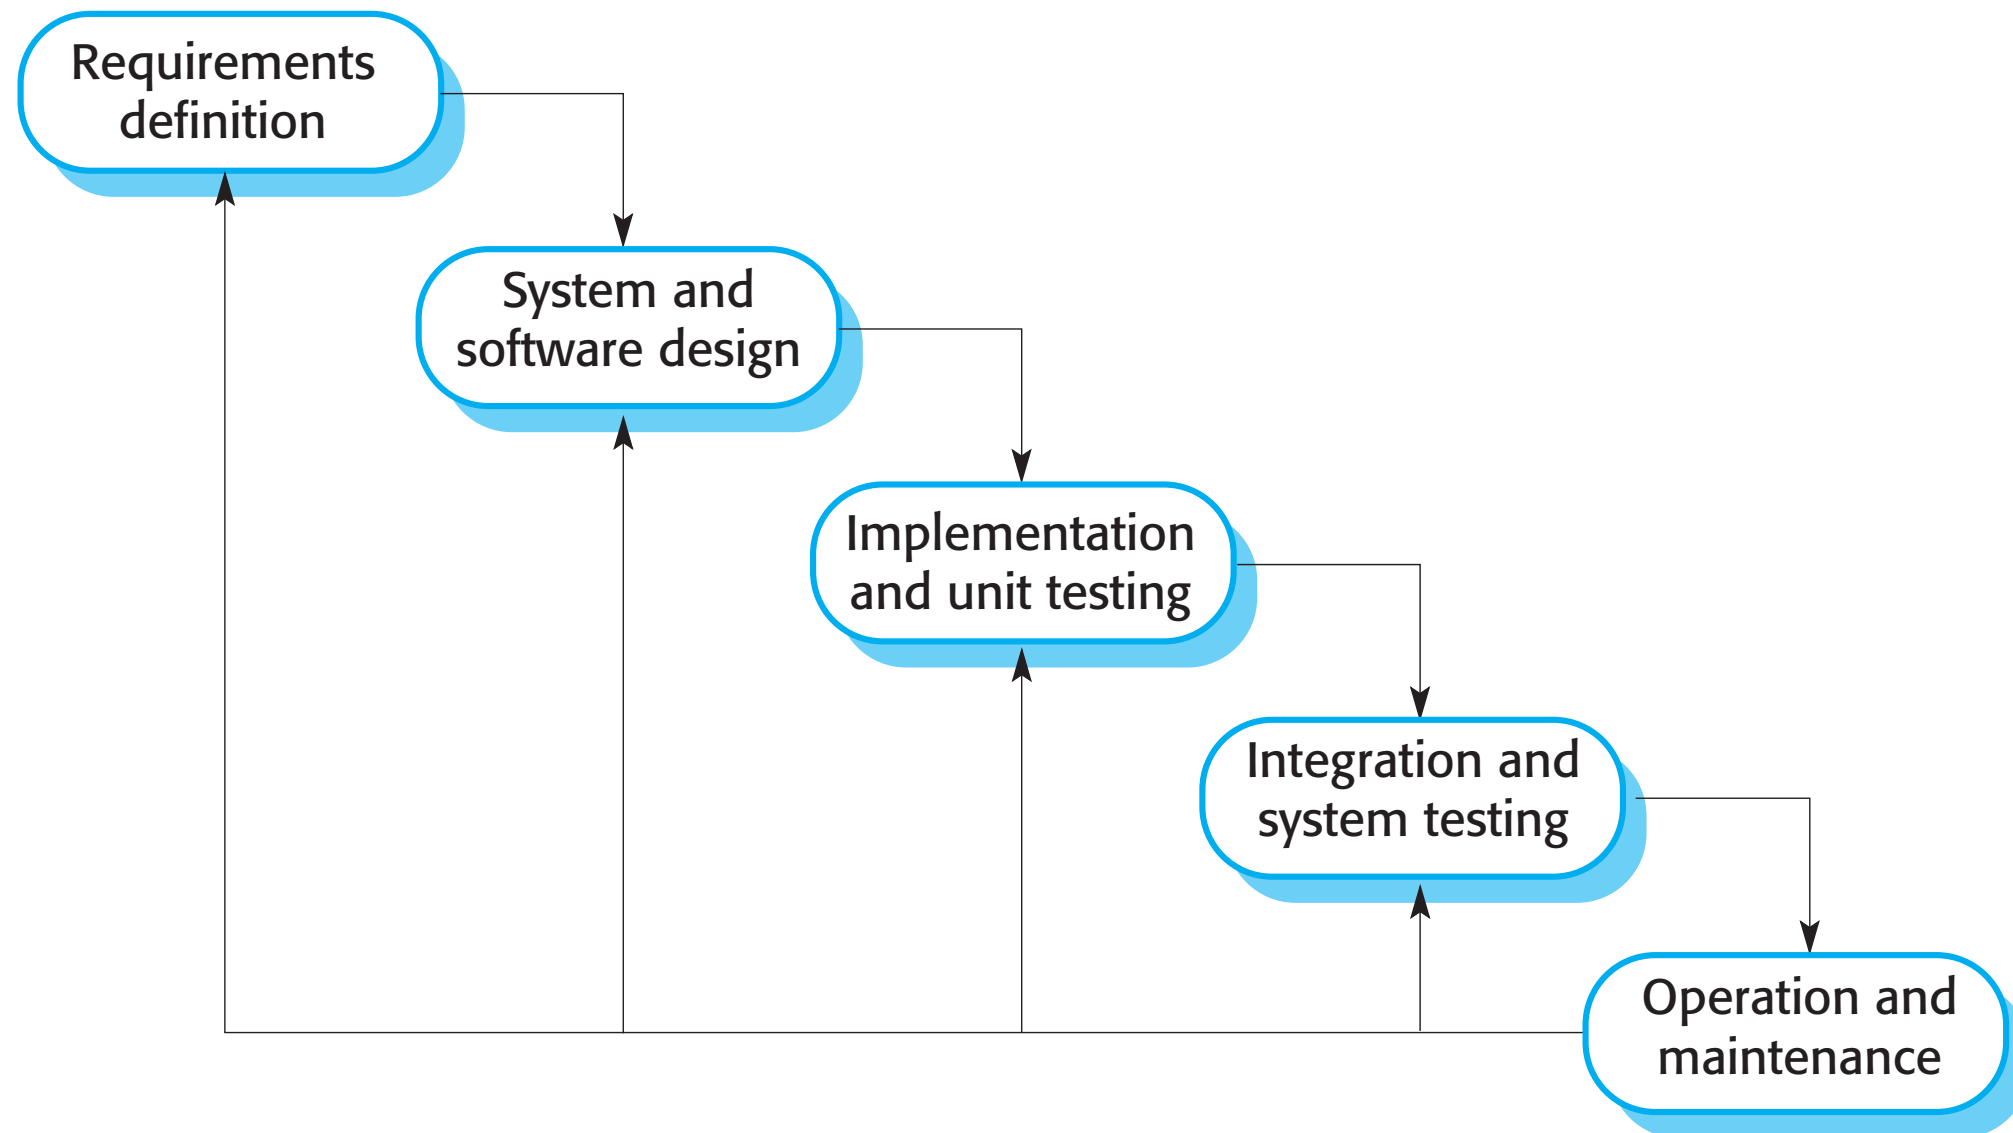 Requirements
definition
System and
software design
Implementation
and unit testing
Integration and
system testing
Operation and
maintenance